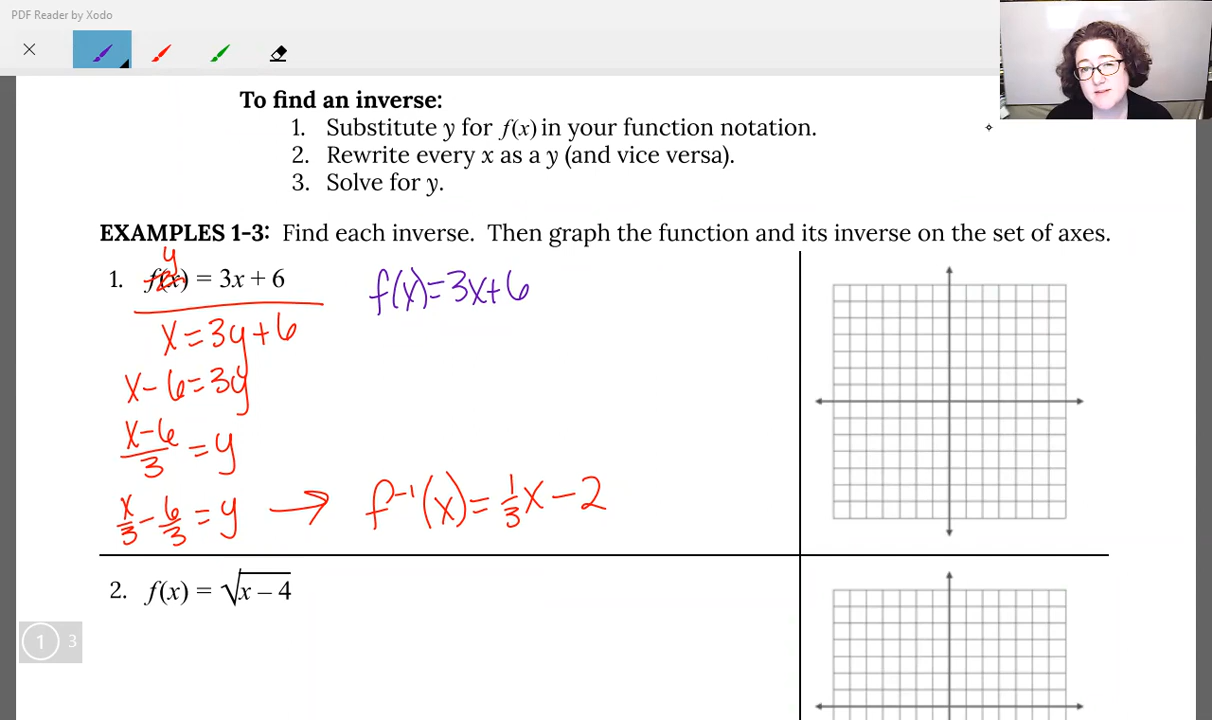 PDF Reader by Xodo
To find an inverse:
1. Substitute y for f(x) in your function notation.
2. Rewrite every x as a y (and vice versa).
3. Solve for y.
EXAMPLES 1-3: Find each inverse. Then graph the function and its inverse on the set of axes.
y
1. f(x) = 3x + 6
f(x)=3x+6
x=3y+6
x-6=3y
x-6/3=y
x/3-6/3=y → f⁻¹(x)=1/3x-2
2. f(x) = √x – 4
1 3